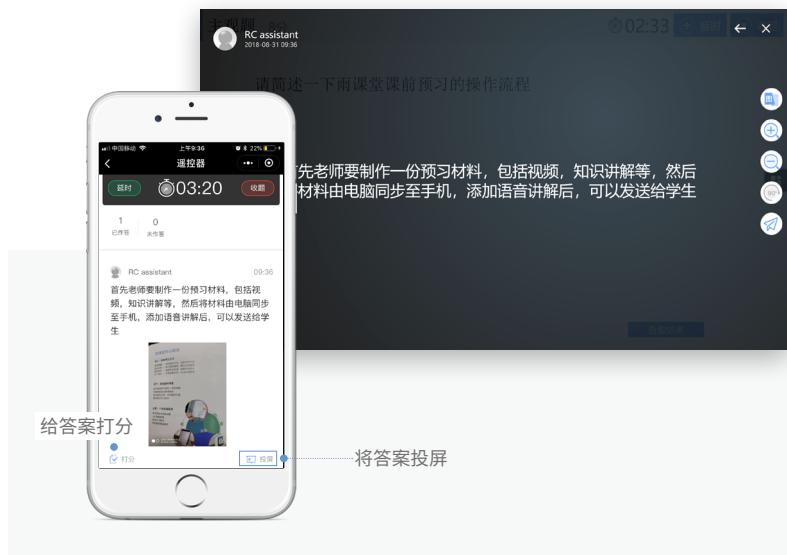 主观题
02:33
RC assistant
2018-08-31 09:36
请简述一下雨课堂课前预习的操作流程
先老师要制作一份预习材料，包括视频，知识讲解等，然后
材料由电脑同步至手机，添加语音讲解后，可以发送给学生
中国移动
上午9:36
22%
遥控器
延时
03:20
收题
1
0
已作答
未作答
RC assistant
09:36
首先老师要制作一份预习材料，包括视
频，知识讲解等，然后将材料由电脑同步
至手机，添加语音讲解后，可以发送给学
生
给答案打分
打分
投屏
将答案投屏